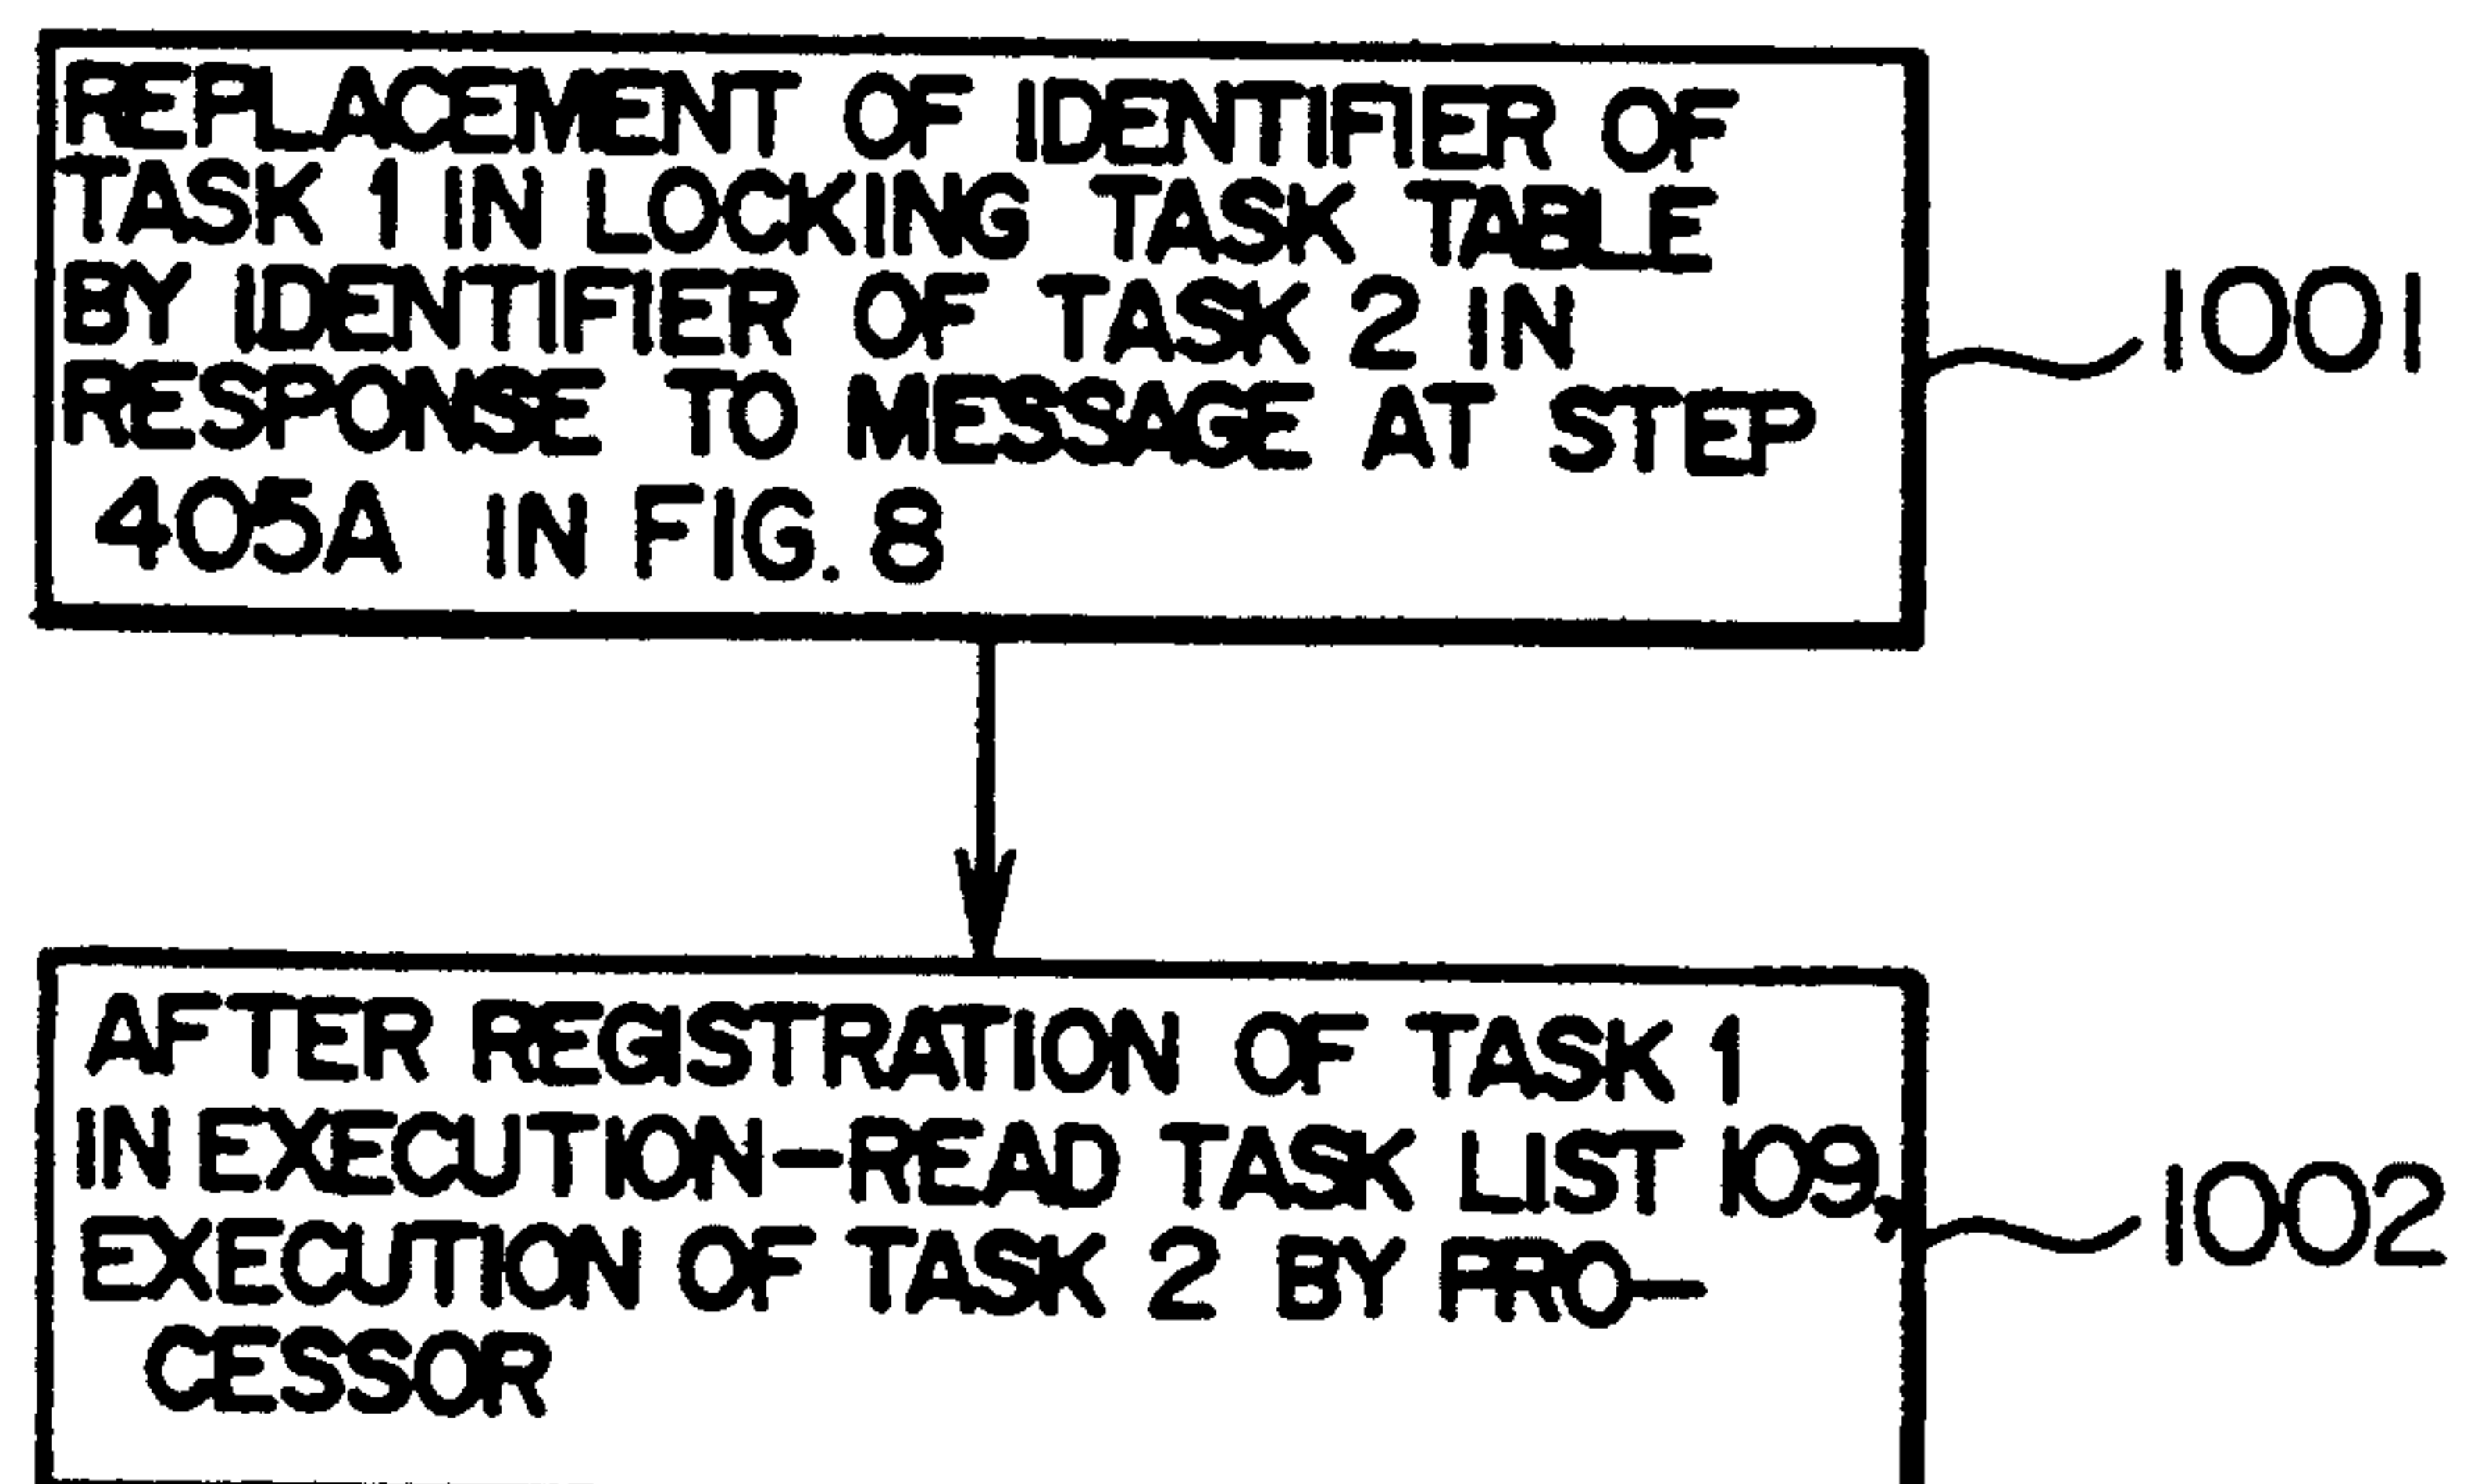 REPLACEMENT OF IDENTIFIER OF
TASK 1 IN LOCKING TASK TABLE
BY IDENTIFIER OF TASK 2 IN
RESPONSE TO MESSAGE AT STEP
405A IN FIG. 8
1001
AFTER REGISTRATION OF TASK 1
IN EXECUTION-READ TASK LIST 109,
EXECUTION OF TASK 2 BY PRO-
CESSOR
1002